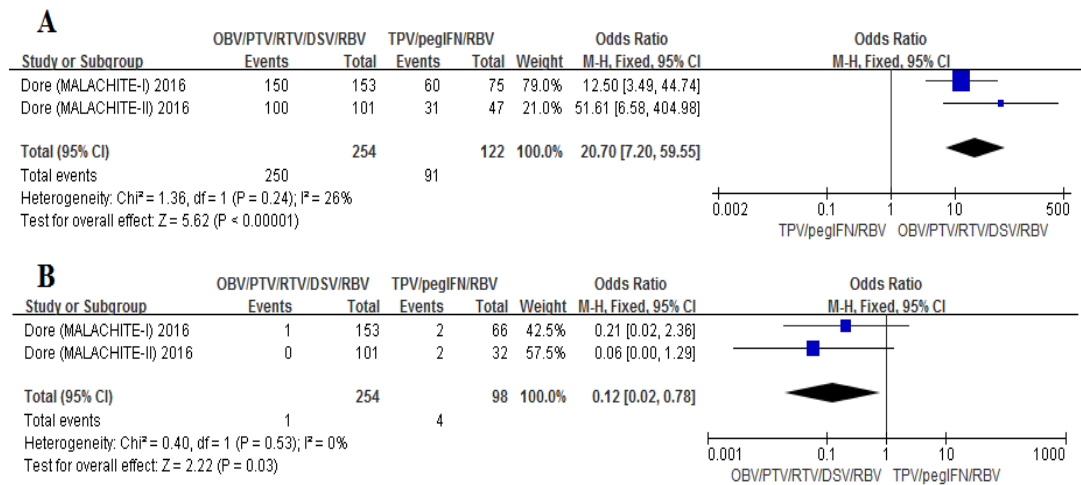 A
OBV/PTV/RTV/DSV/RBV TPV/pegIFN/RBV Odds Ratio Odds Ratio
Study or Subgroup Events Total Events Total Weight M-H, Fixed, 95% CI M-H, Fixed, 95% CI
Dore (MALACHITE-I) 2016 150 153 60 75 79.0% 12.50 [3.49, 44.74]
Dore (MALACHITE-II) 2016 100 101 31 47 21.0% 51.61 [6.58, 404.98]
Total (95% CI) 254 122 100.0% 20.70 [7.20, 59.55]
Total events 250 91
Heterogeneity: Chi² = 1.36, df = 1 (P = 0.24); I² = 26%
Test for overall effect: Z = 5.62 (P < 0.00001)
0.002 0.1 1 10 500
TPV/pegIFN/RBV OBV/PTV/RTV/DSV/RBV
B
OBV/PTV/RTV/DSV/RBV TPV/pegIFN/RBV Odds Ratio Odds Ratio
Study or Subgroup Events Total Events Total Weight M-H, Fixed, 95% CI M-H, Fixed, 95% CI
Dore (MALACHITE-I) 2016 1 153 2 66 42.5% 0.21 [0.02, 2.36]
Dore (MALACHITE-II) 2016 0 101 2 32 57.5% 0.06 [0.00, 1.29]
Total (95% CI) 254 98 100.0% 0.12 [0.02, 0.78]
Total events 1 4
Heterogeneity: Chi² = 0.40, df = 1 (P = 0.53); I² = 0%
Test for overall effect: Z = 2.22 (P = 0.03)
0.001 0.1 1 10 1000
OBV/PTV/RTV/DSV/RBV TPV/pegIFN/RBV